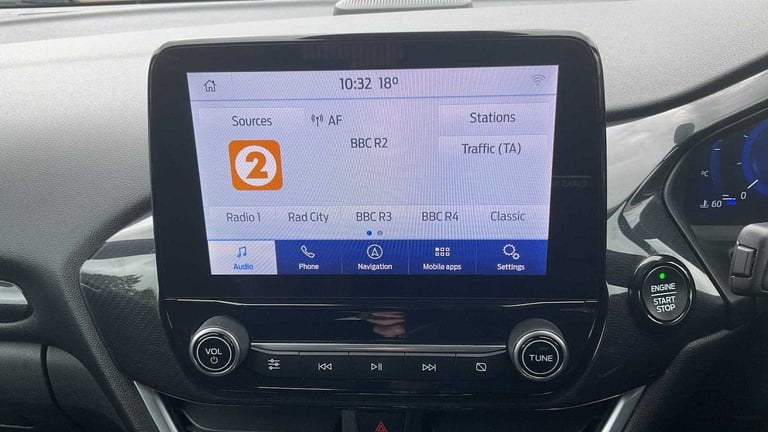 10:32 18°
Sources
AF
Stations
BBC R2
Traffic (TA)
2
Radio 1 Rad City BBC R3 BBC R4 Classic
Audio Phone Navigation Mobile apps Settings
°C
60
0
ENGINE
START
STOP
VOL
TUNE